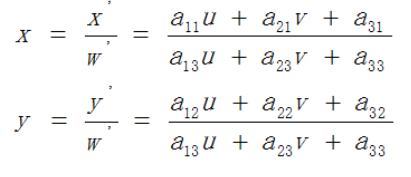 x = x' / w' = (a₁₁u + a₂₁v + a₃₁) / (a₁₃u + a₂₃v + a₃₃)
y = y' / w' = (a₁₂u + a₂₂v + a₃₂) / (a₁₃u + a₂₃v + a₃₃)